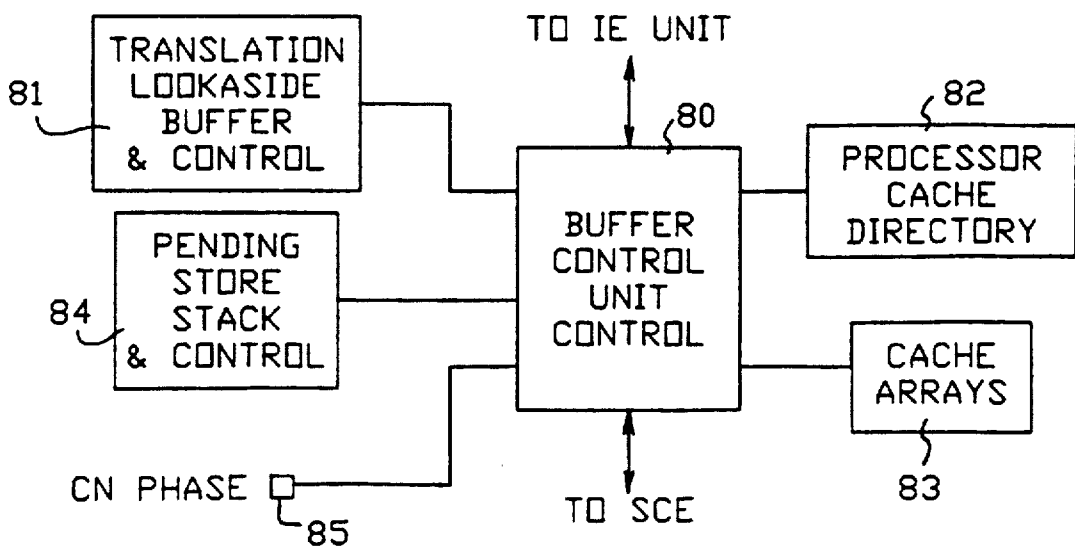 TRANSLATION
LOOKASIDE
BUFFER
& CONTROL
81
TO IE UNIT
80
82
PROCESSOR
CACHE
DIRECTORY
BUFFER
CONTROL
UNIT
CONTROL
PENDING
STORE
STACK
& CONTROL
84
CACHE
ARRAYS
83
CN PHASE
85
TO SCE